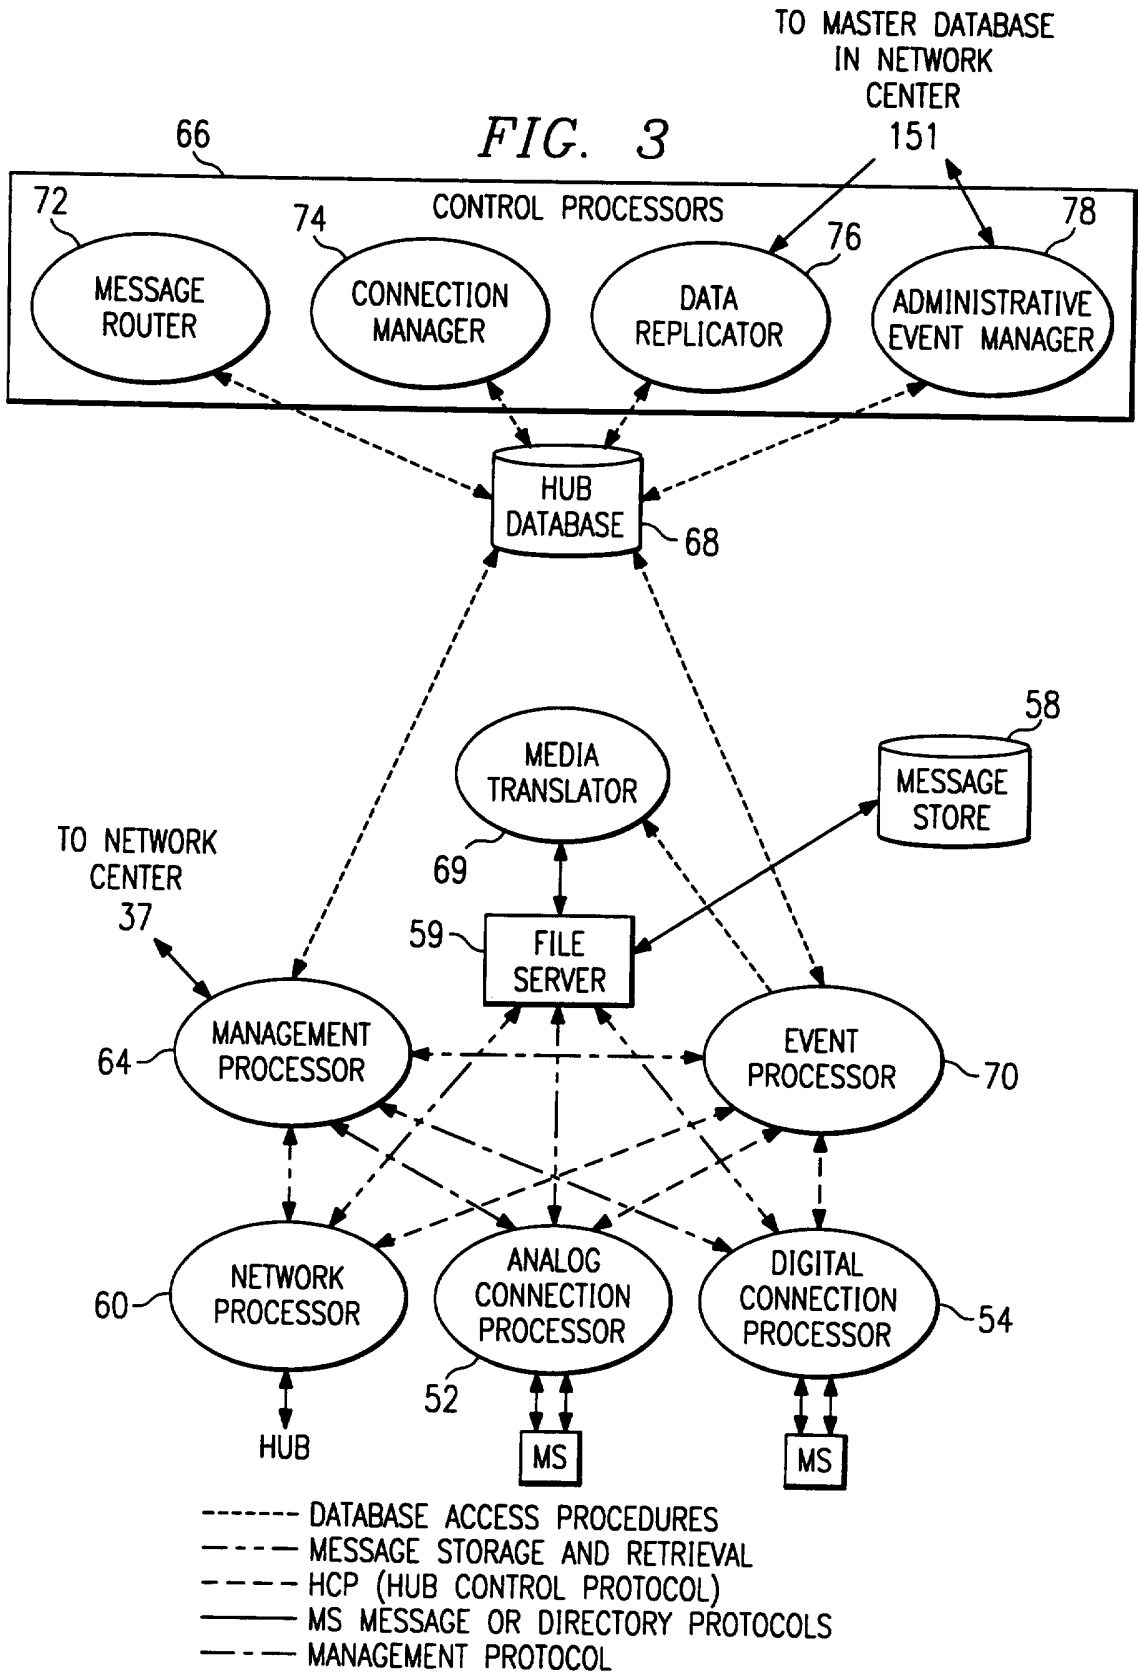 TO MASTER DATABASE
IN NETWORK
CENTER
151
FIG. 3
66
CONTROL PROCESSORS
72
MESSAGE
ROUTER
74
CONNECTION
MANAGER
76
DATA
REPLICATOR
78
ADMINISTRATIVE
EVENT MANAGER
HUB
DATABASE
68
MEDIA
TRANSLATOR
69
58
MESSAGE
STORE
TO NETWORK
CENTER
37
59
FILE
SERVER
MANAGEMENT
PROCESSOR
64
EVENT
PROCESSOR
70
NETWORK
PROCESSOR
60
ANALOG
CONNECTION
PROCESSOR
52
DIGITAL
CONNECTION
PROCESSOR
54
HUB
MS
MS
DATABASE ACCESS PROCEDURES
MESSAGE STORAGE AND RETRIEVAL
HCP (HUB CONTROL PROTOCOL)
MS MESSAGE OR DIRECTORY PROTOCOLS
MANAGEMENT PROTOCOL